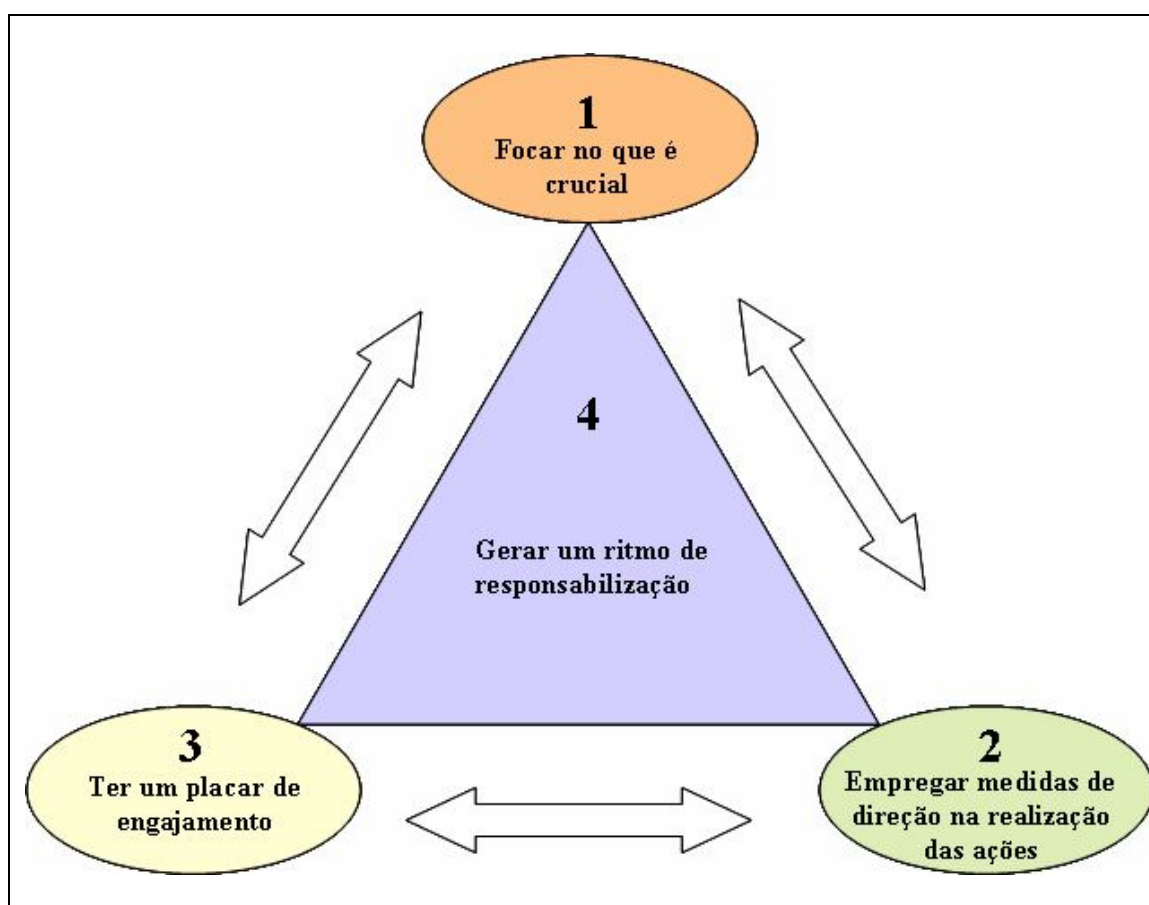 1
Focar no que é
crucial
4
Gerar um ritmo de
responsabilização
3
Ter um placar de
engajamento
2
Empregar medidas de
direção na realização
das ações